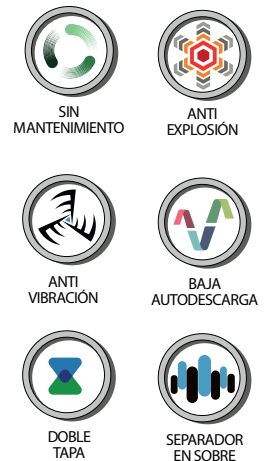 SIN
MANTENIMIENTO
ANTI
EXPLOSIÓN
ANTI
VIBRACIÓN
BAJA
AUTODESCARGA
DOBLE
TAPA
SEPARADOR
EN SOBRE